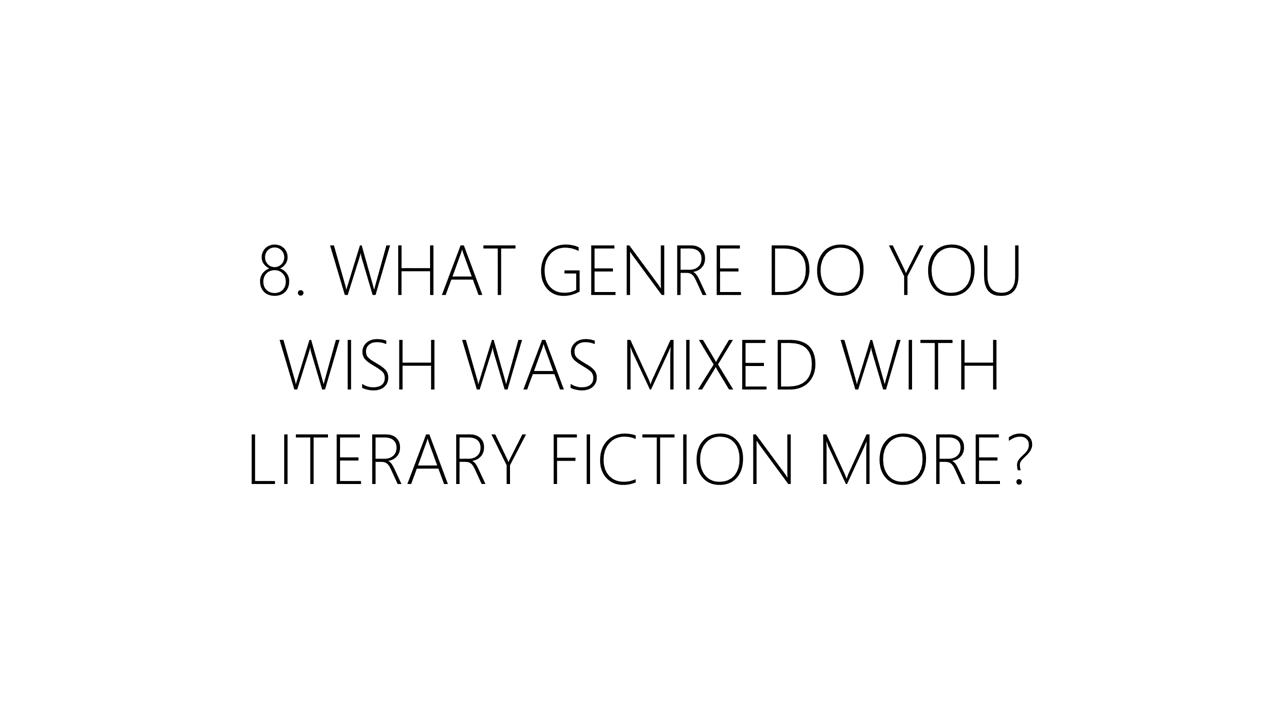 8. WHAT GENRE DO YOU
WISH WAS MIXED WITH
LITERARY FICTION MORE?